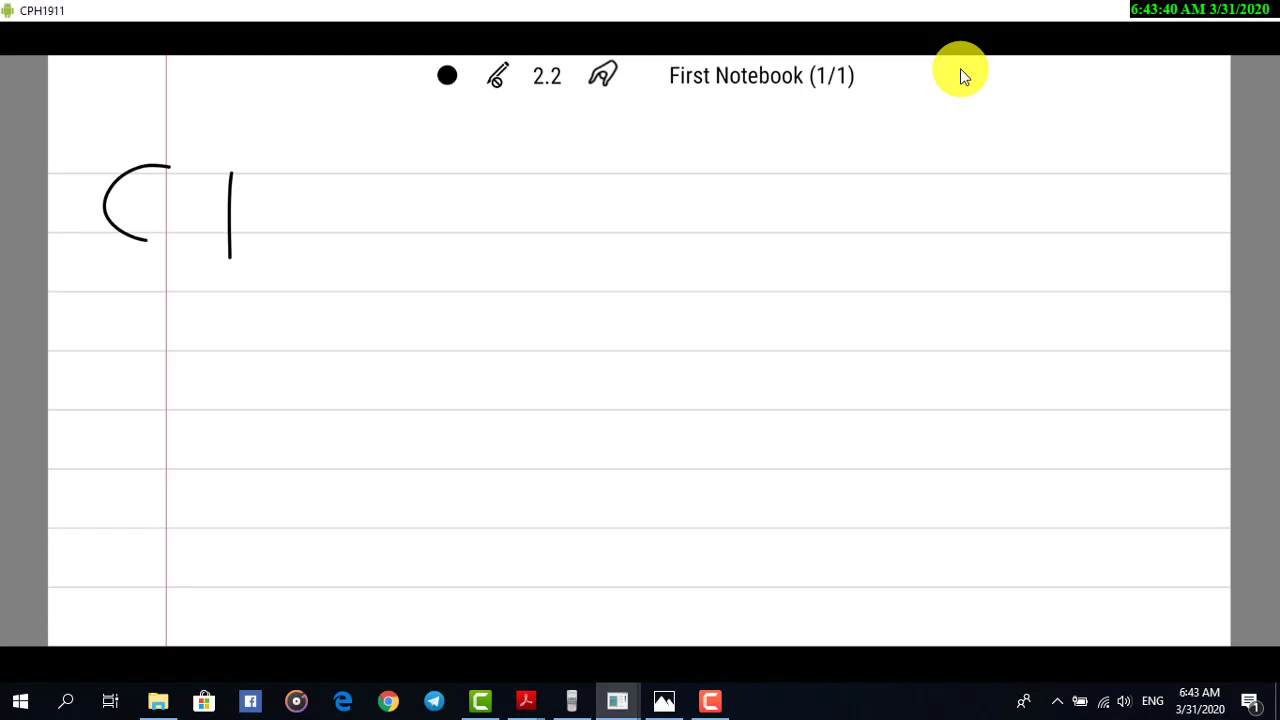 CPH1911
6:43:40 AM 3/31/2020
2.2 First Notebook (1/1)
C |
ENG
6:43 AM
3/31/2020
1